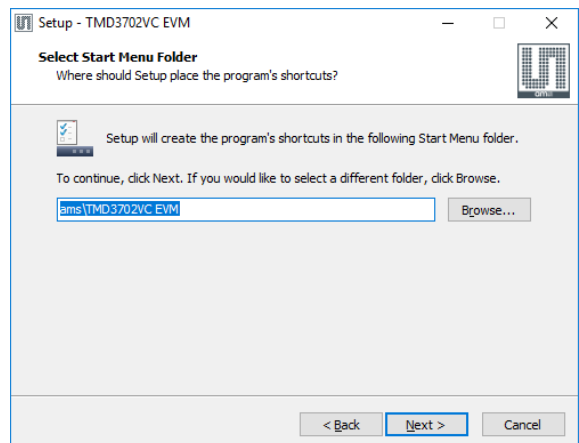 Setup - TMD3702VC EVM
Select Start Menu Folder
Where should Setup place the program's shortcuts?
amu
Setup will create the program's shortcuts in the following Start Menu folder.
To continue, click Next. If you would like to select a different folder, click Browse.
ams\TMD3702VC EVM
Browse...
< Back
Next >
Cancel